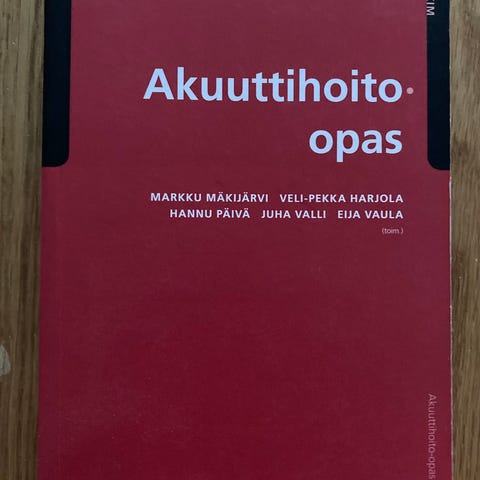 Akuuttihoito-
opas
MARKKU MÄKIJÄRVI VELI-PEKKA HARJOLA
HANNU PÄIVÄ JUHA VALLI EIJA VAULA
(toim.)
Akuuttihoito-opas